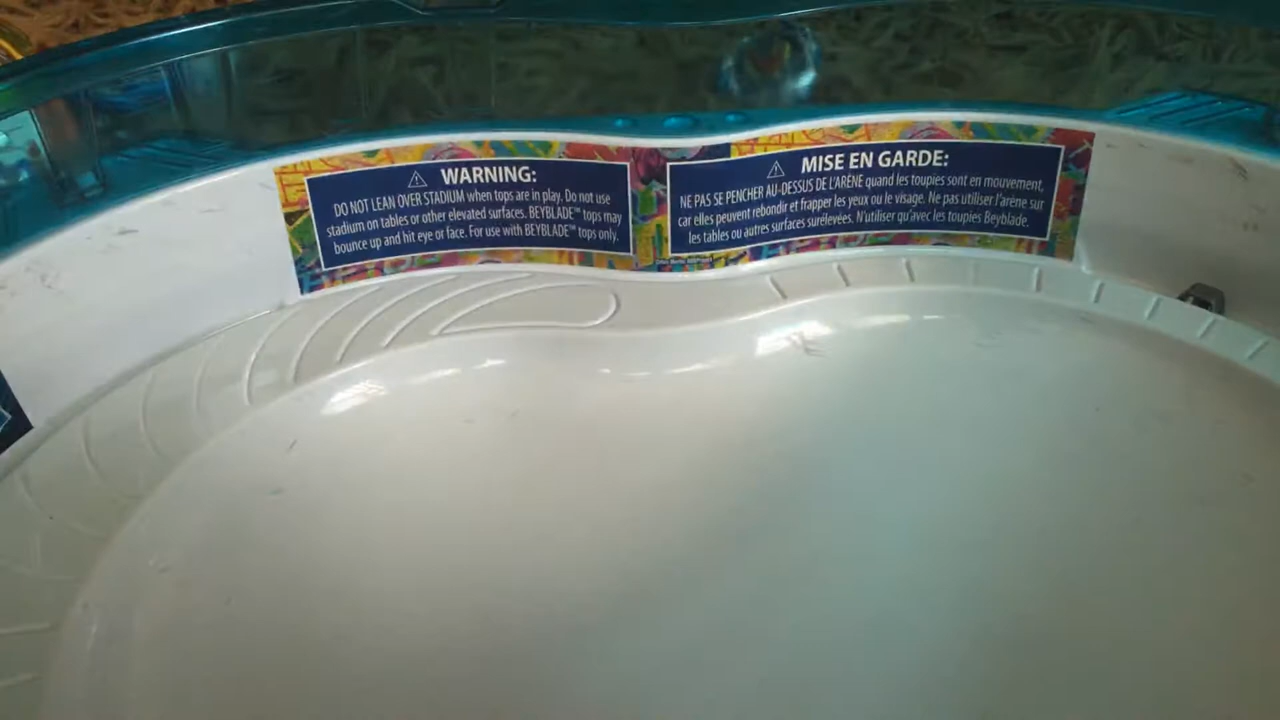 WARNING:
DO NOT LEAN OVER STADIUM when tops are in play. Do not use
stadium on tables or other elevated surfaces. BEYBLADE™ tops may
bounce up and hit eye or face. For use with BEYBLADE™ tops only.
MISE EN GARDE:
NE PAS SE PENCHER AU-DESSUS DE L'ARÈNE quand les toupies sont en mouvement,
car elles peuvent rebondir et frapper les yeux ou le visage. Ne pas utiliser l'arène sur
les tables ou autres surfaces surélevées. N'utiliser qu'avec les toupies Beyblade.